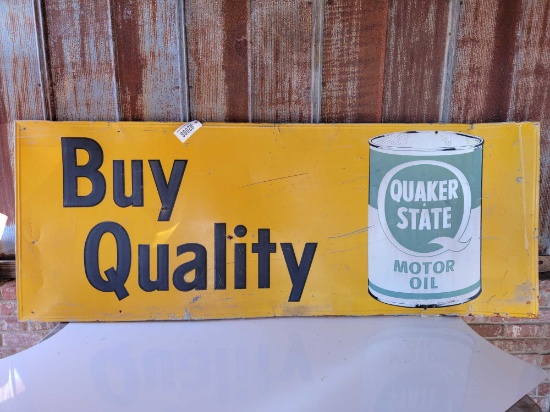 Buy
Quality
QUAKER
STATE
MOTOR
OIL